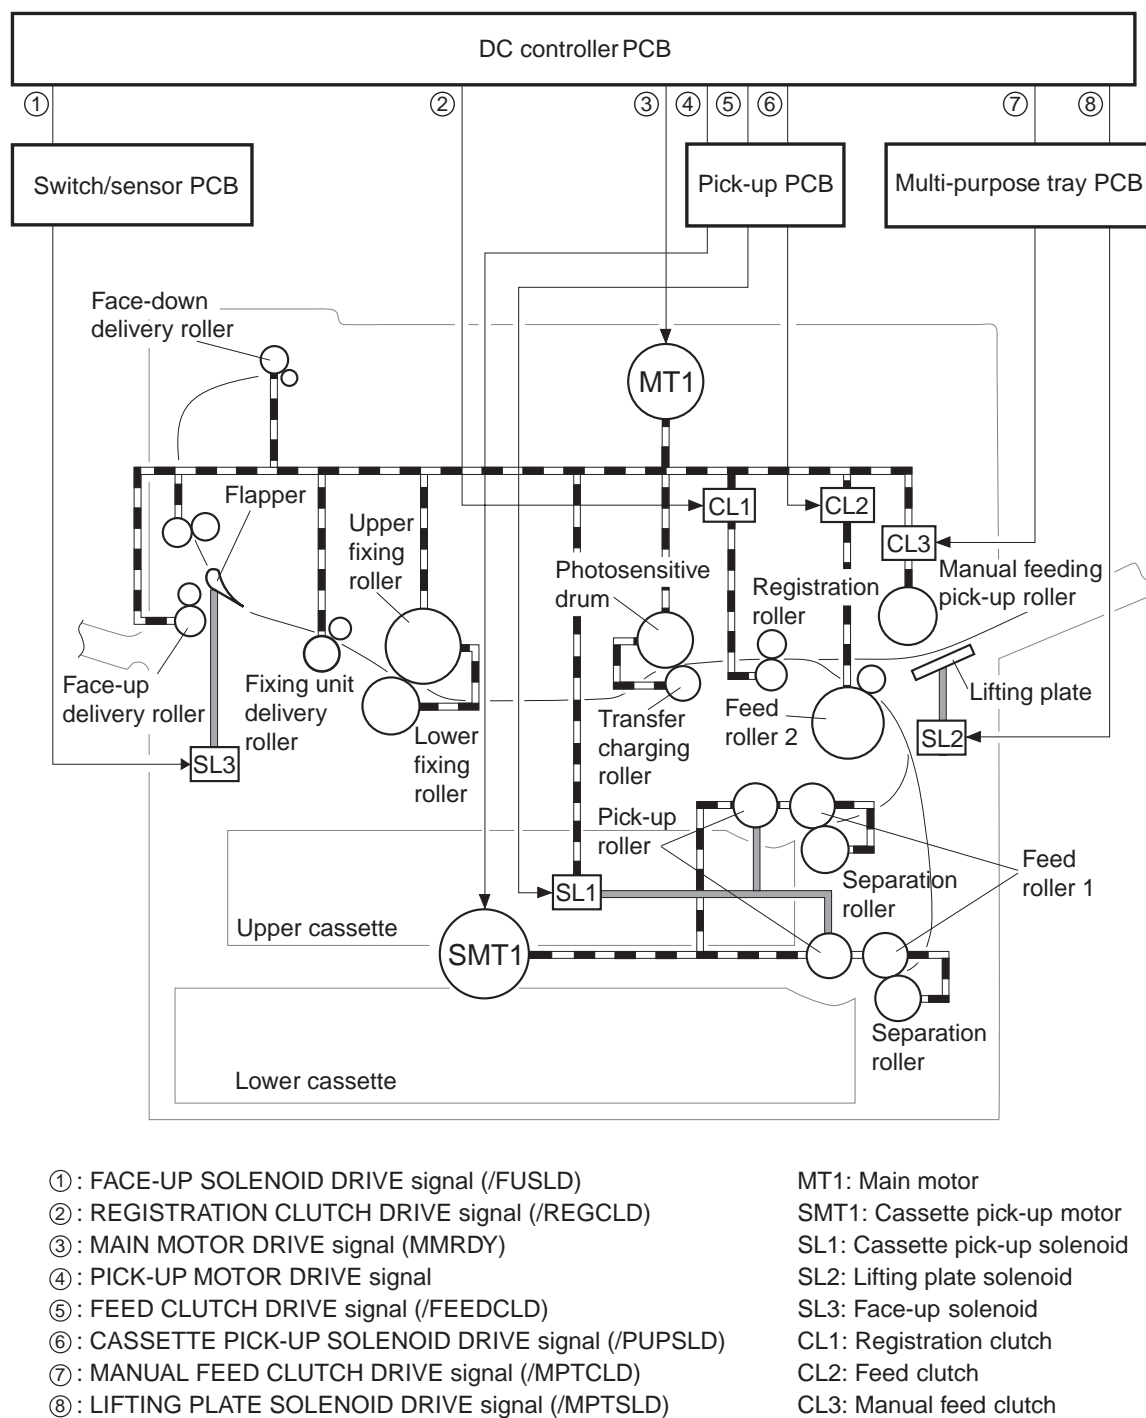 DC controller PCB
① ② ③ ④ ⑤ ⑥ ⑦ ⑧
Switch/sensor PCB
Pick-up PCB
Multi-purpose tray PCB
Face-down
delivery roller
MT1
Flapper
CL1
CL2
CL3
Upper
fixing
roller
Photosensitive
drum
Registration
roller
Manual feeding
pick-up roller
Face-up
delivery roller
Fixing unit
delivery
roller
Lower
fixing
roller
Transfer
charging
roller
Feed
roller 2
Lifting plate
SL3
SL2
Pick-up
roller
Feed
roller 1
Separation
roller
SL1
Upper cassette
SMT1
Separation
roller
Lower cassette
① : FACE-UP SOLENOID DRIVE signal (/FUSLD)
② : REGISTRATION CLUTCH DRIVE signal (/REGCLD)
③ : MAIN MOTOR DRIVE signal (MMRDY)
④ : PICK-UP MOTOR DRIVE signal
⑤ : FEED CLUTCH DRIVE signal (/FEEDCLD)
⑥ : CASSETTE PICK-UP SOLENOID DRIVE signal (/PUPSLD)
⑦ : MANUAL FEED CLUTCH DRIVE signal (/MPTCLD)
⑧ : LIFTING PLATE SOLENOID DRIVE signal (/MPTSLD)
MT1: Main motor
SMT1: Cassette pick-up motor
SL1: Cassette pick-up solenoid
SL2: Lifting plate solenoid
SL3: Face-up solenoid
CL1: Registration clutch
CL2: Feed clutch
CL3: Manual feed clutch